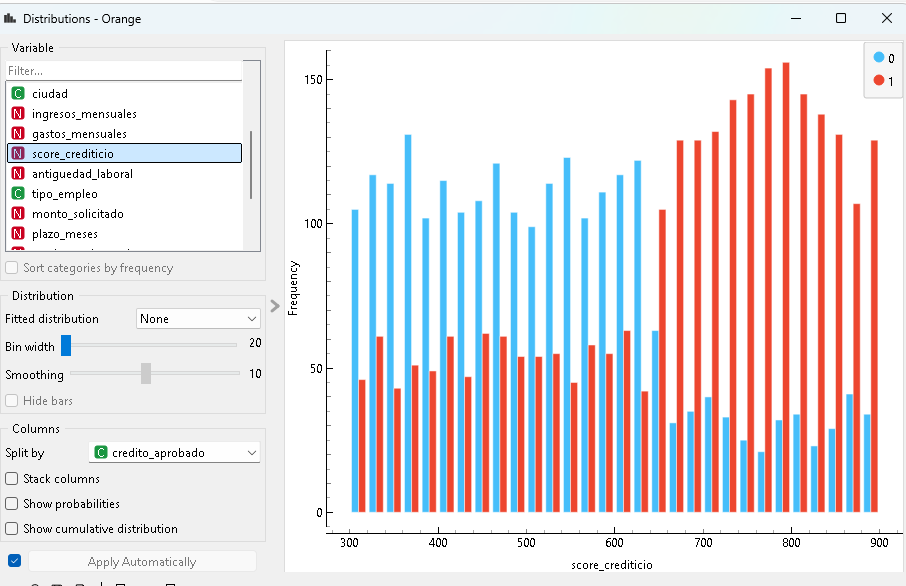 Distributions - Orange
Variable
Filter...
C ciudad
N ingresos_mensuales
N gastos_mensuales
N score_crediticio
N antiguedad_laboral
C tipo_empleo
N monto_solicitado
N plazo_meses
Sort categories by frequency
Distribution
Fitted distribution None
Bin width 20
Smoothing 10
Hide bars
Columns
Split by C credito_aprobado
Stack columns
Show probabilities
Show cumulative distribution
Apply Automatically
0
1
Frequency
150
100
50
0
300 400 500 600 700 800 900
score_crediticio